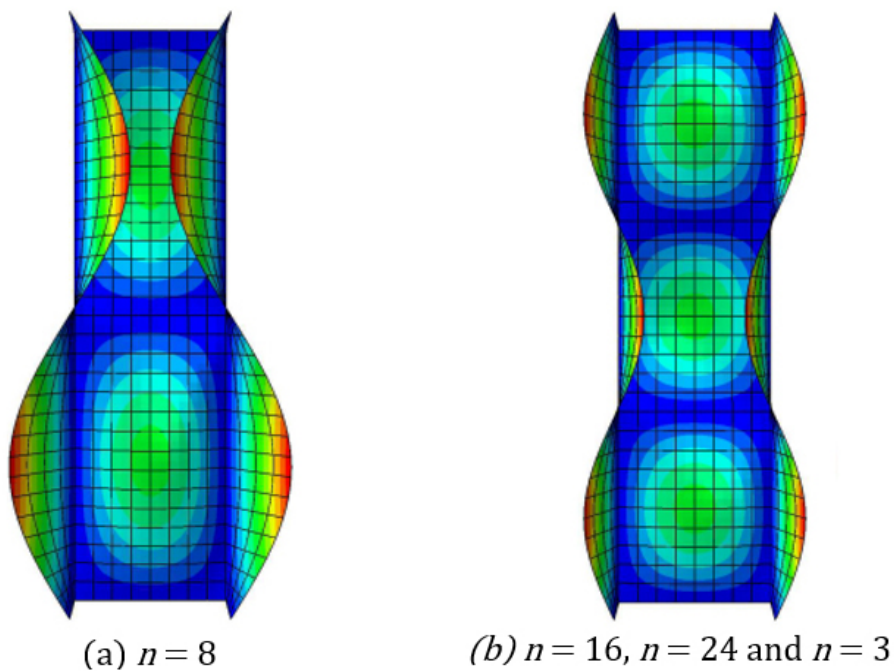 (a) n = 8
(b) n = 16, n = 24 and n = 3